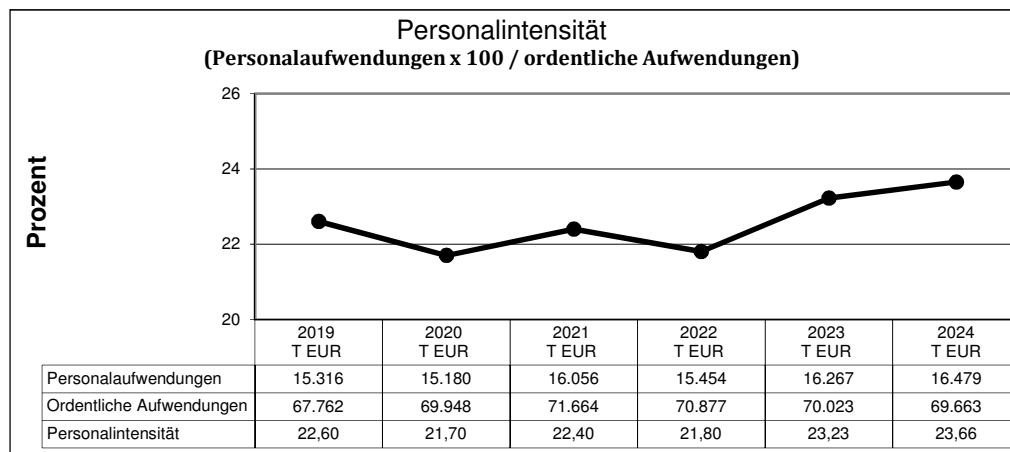 Personalintensität
(Personalaufwendungen x 100 / ordentliche Aufwendungen)
Prozent
26
24
22
20
2019 2020 2021 2022 2023 2024
T EUR T EUR T EUR T EUR T EUR T EUR
Personalaufwendungen 15.316 15.180 16.056 15.454 16.267 16.479
Ordentliche Aufwendungen 67.762 69.948 71.664 70.877 70.023 69.663
Personalintensität 22,60 21,70 22,40 21,80 23,23 23,66